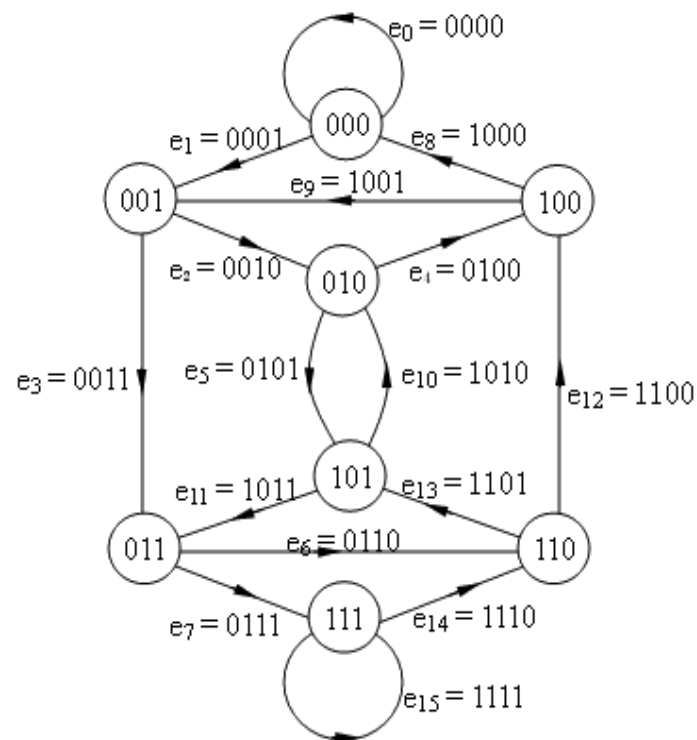 e0 = 0000
000
e1 = 0001
e8 = 1000
e9 = 1001
001
100
e2 = 0010
010
e4 = 0100
e3 = 0011
e5 = 0101
e10 = 1010
e12 = 1100
101
e11 = 1011
e13 = 1101
011
e6 = 0110
110
e7 = 0111
111
e14 = 1110
e15 = 1111